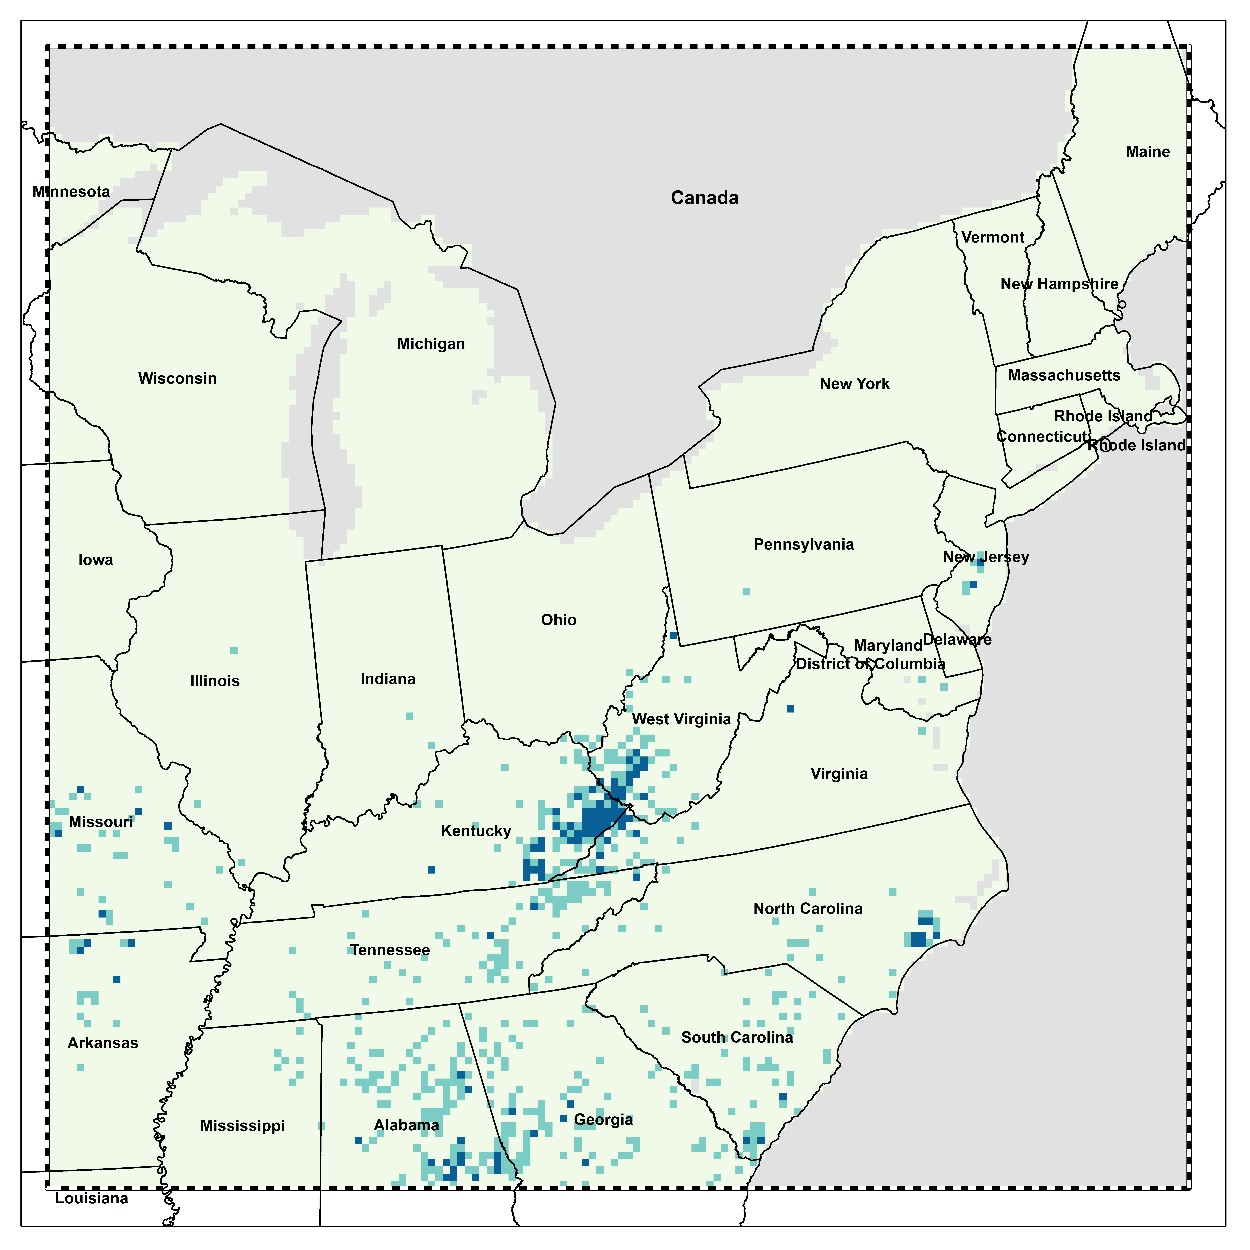 Maine
Minnesota
Canada
Vermont
New Hampshire
Michigan
Wisconsin
Massachusetts
New York
Rhode Island
Connecticut
Rhode Island
Pennsylvania
New Jersey
Iowa
Ohio
Delaware
Maryland
District of Columbia
Indiana
Illinois
West Virginia
Virginia
Missouri
Kentucky
North Carolina
Tennessee
South Carolina
Arkansas
Georgia
Mississippi
Alabama
Louisiana